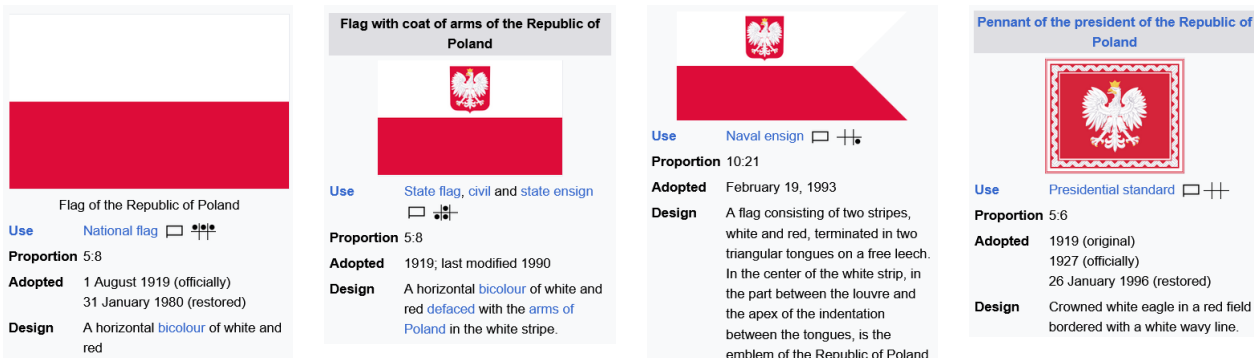 Flag of the Republic of Poland
Use National flag
Proportion 5:8
Adopted 1 August 1919 (officially)
31 January 1980 (restored)
Design A horizontal bicolour of white and
red
Flag with coat of arms of the Republic of
Poland
Use State flag, civil and state ensign
Proportion 5:8
Adopted 1919; last modified 1990
Design A horizontal bicolour of white and
red defaced with the arms of
Poland in the white stripe.
Use Naval ensign
Proportion 10:21
Adopted February 19, 1993
Design A flag consisting of two stripes,
white and red, terminated in two
triangular tongues on a free leech.
In the center of the white strip, in
the part between the louvre and
the apex of the indentation
between the tongues, is the
emblem of the Republic of Poland
Pennant of the president of the Republic of
Poland
Use Presidential standard
Proportion 5:6
Adopted 1919 (original)
1927 (officially)
26 January 1996 (restored)
Design Crowned white eagle in a red field
bordered with a white wavy line.